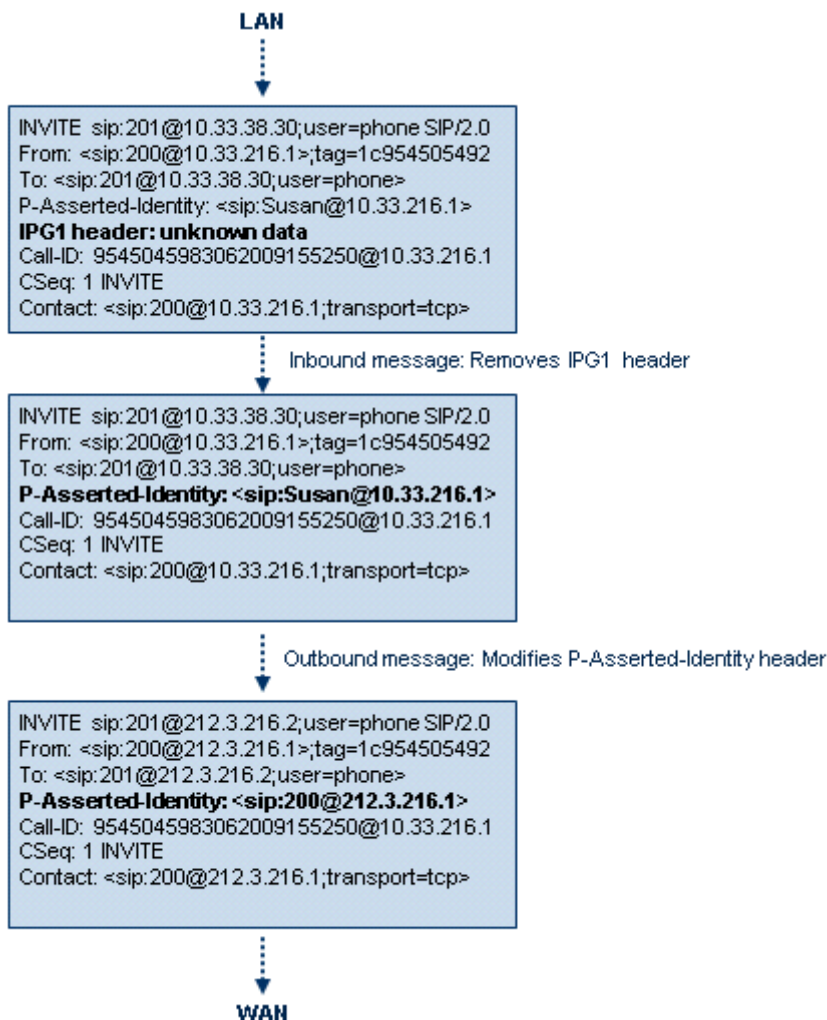 LAN
INVITE sip:201@10.33.38.30;user=phone SIP/2.0
From: <sip:200@10.33.216.1>;tag=1c954505492
To: <sip:201@10.33.38.30;user=phone>
P-Asserted-Identity: <sip:Susan@10.33.216.1>
IPG1 header: unknown data
Call-ID: 9545045983062009155250@10.33.216.1
CSeq: 1 INVITE
Contact: <sip:200@10.33.216.1;transport=tcp>
Inbound message: Removes IPG1 header
INVITE sip:201@10.33.38.30;user=phone SIP/2.0
From: <sip:200@10.33.216.1>;tag=1c954505492
To: <sip:201@10.33.38.30;user=phone>
P-Asserted-Identity: <sip:Susan@10.33.216.1>
Call-ID: 9545045983062009155250@10.33.216.1
CSeq: 1 INVITE
Contact: <sip:200@10.33.216.1;transport=tcp>
Outbound message: Modifies P-Asserted-Identity header
INVITE sip:201@212.3.216.2;user=phone SIP/2.0
From: <sip:200@212.3.216.1>;tag=1c954505492
To: <sip:201@212.3.216.2;user=phone>
P-Asserted-Identity: <sip:200@212.3.216.1>
Call-ID: 9545045983062009155250@10.33.216.1
CSeq: 1 INVITE
Contact: <sip:200@212.3.216.1;transport=tcp>
WAN